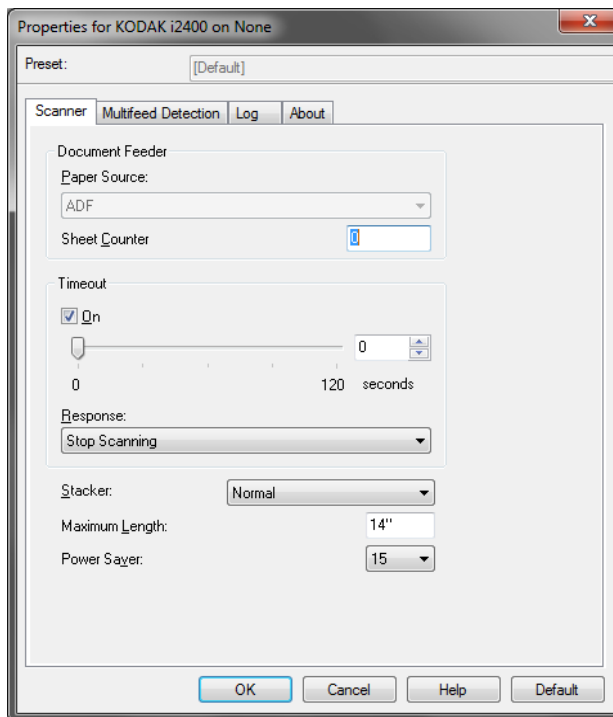 Properties for KODAK i2400 on None
x
Preset: [Default]
Scanner Multifeed Detection Log About
Document Feeder
Paper Source:
ADF
Sheet Counter 0
Timeout
On
0
0 120 seconds
Response:
Stop Scanning
Stacker: Normal
Maximum Length: 14"
Power Saver: 15
OK Cancel Help Default